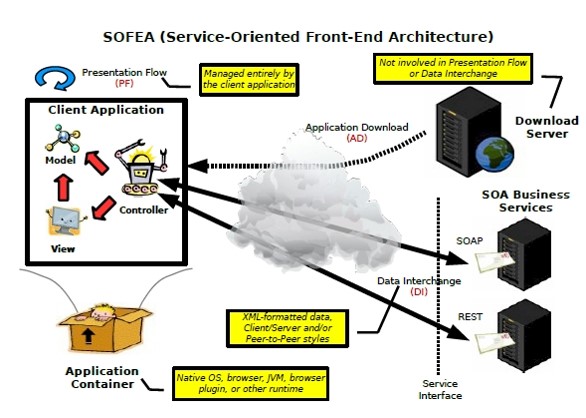 SOFEA (Service-Oriented Front-End Architecture)
Presentation Flow
(PF)
Managed entirely by
the client application
Not involved in Presentation Flow
or Data Interchange
Client Application
Model
Controller
View
Application Download
(AD)
Download
Server
SOA Business
Services
SOAP
Data Interchange
(DI)
REST
XML-formatted data,
Client/Server and/or
Peer-to-Peer styles
Application
Container
Native OS, browser, JVM, browser
plugin, or other runtime
Service
Interface